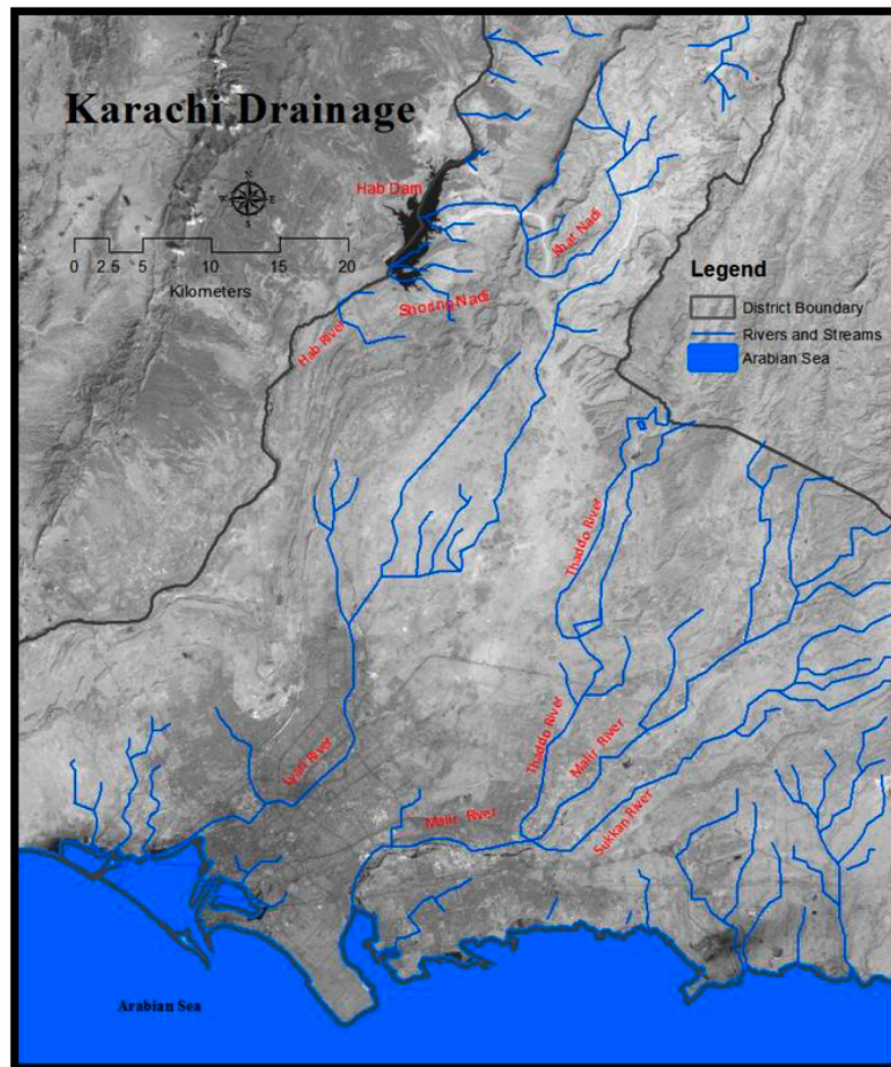 Karachi Drainage
N
W E
S
0 2.5 5 10 15 20
Kilometers
Hab Dam
Khar Nadi
Shoring Nadi
Hab River
Legend
District Boundary
Rivers and Streams
Arabian Sea
Thaddo River
Thaddo River
Malir River
Lyari River
Malir River
Sukkan River
Arabian Sea